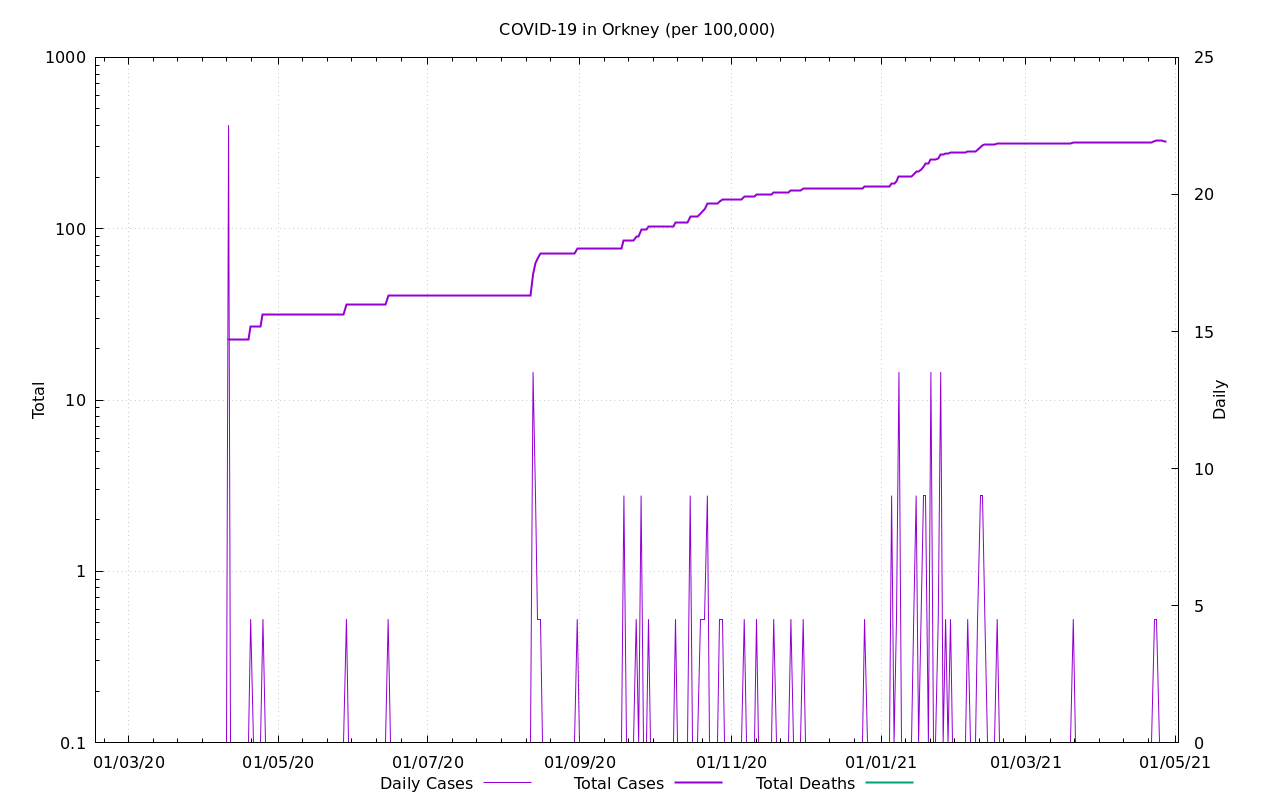 COVID-19 in Orkney (per 100,000)
1000
100
10
1
0.1
Total
25
20
15
10
5
0
Daily
01/03/20 01/05/20 01/07/20 01/09/20 01/11/20 01/01/21 01/03/21 01/05/21
Daily Cases Total Cases Total Deaths